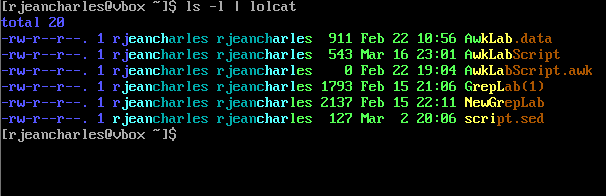 [rjeancharles@vbox ~]$ ls -l | lolcat
total 20
-rw-r--r--. 1 rjeancharles rjeancharles  911 Feb 22 10:56 AwkLab.data
-rw-r--r--. 1 rjeancharles rjeancharles  543 Mar 16 23:01 AwkLabScript
-rw-r--r--. 1 rjeancharles rjeancharles    0 Feb 22 19:04 AwkLabScript.awk
-rw-r--r--. 1 rjeancharles rjeancharles 1793 Feb 15 21:06 GrepLab(1)
-rw-r--r--. 1 rjeancharles rjeancharles 2137 Feb 15 22:11 NewGrepLab
-rw-r--r--. 1 rjeancharles rjeancharles  127 Mar  2 20:06 script.sed
[rjeancharles@vbox ~]$